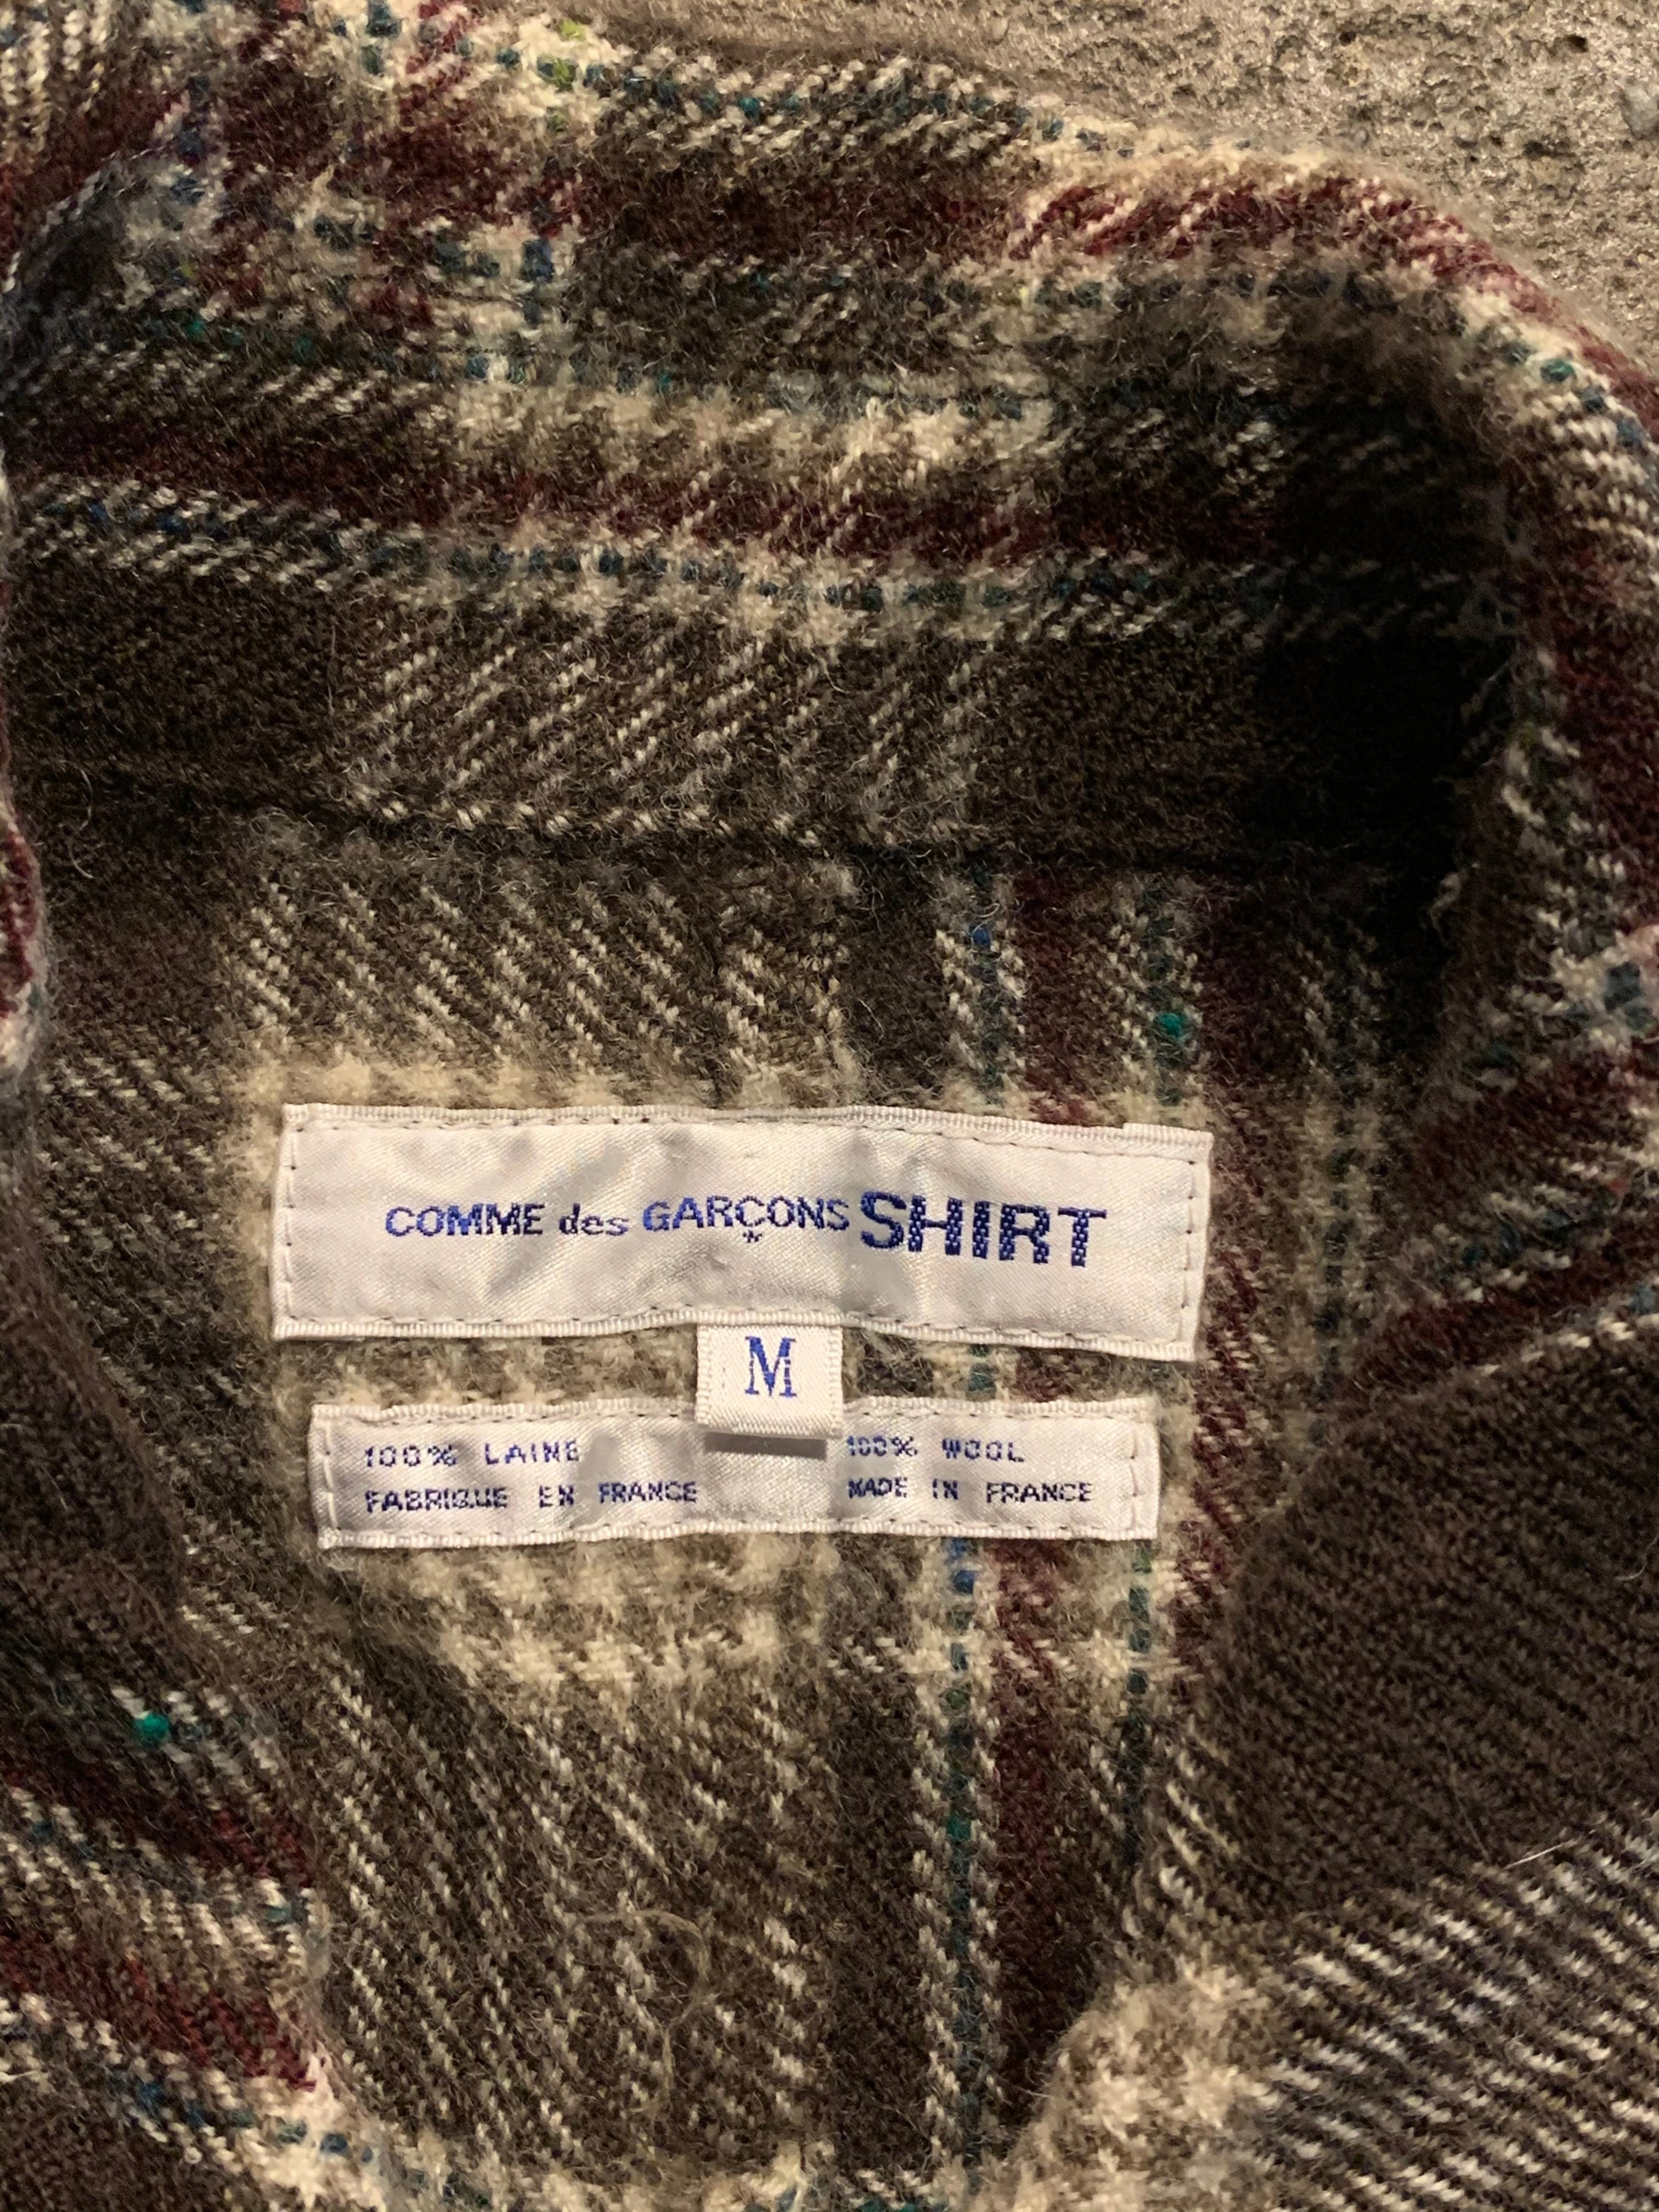 COMME des GARÇONS SHIRT
*
M
100% LAINE
FABRIQUE EN FRANCE
100% WOOL
MADE IN FRANCE